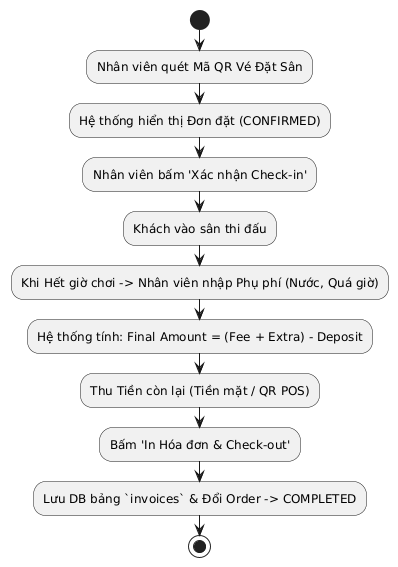 Nhân viên quét Mã QR Vé Đặt Sân
Hệ thống hiển thị Đơn đặt (CONFIRMED)
Nhân viên bấm 'Xác nhận Check-in'
Khách vào sân thi đấu
Khi Hết giờ chơi -> Nhân viên nhập Phụ phí (Nước, Quá giờ)
Hệ thống tính: Final Amount = (Fee + Extra) - Deposit
Thu Tiền còn lại (Tiền mặt / QR POS)
Bấm 'In Hóa đơn & Check-out'
Lưu DB bảng `invoices` & Đổi Order -> COMPLETED